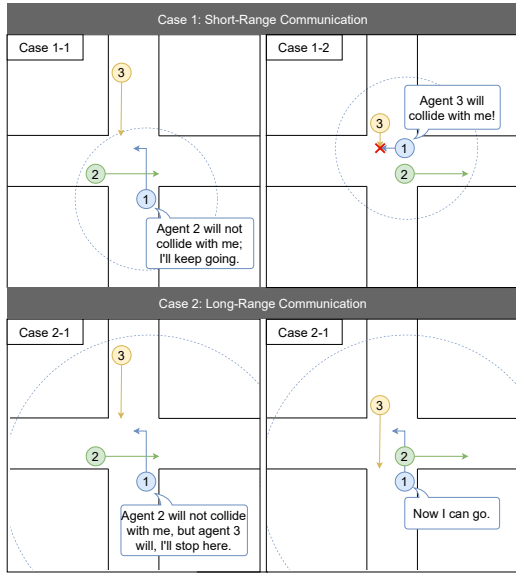 Case 1: Short-Range Communication
Case 1-1
3
2
1
Agent 2 will not
collide with me;
I'll keep going.
Case 1-2
Agent 3 will
collide with me!
3
1
2
Case 2: Long-Range Communication
Case 2-1
3
2
1
Agent 2 will not collide
with me, but agent 3
will, I'll stop here.
Case 2-1
3
2
1
Now I can go.